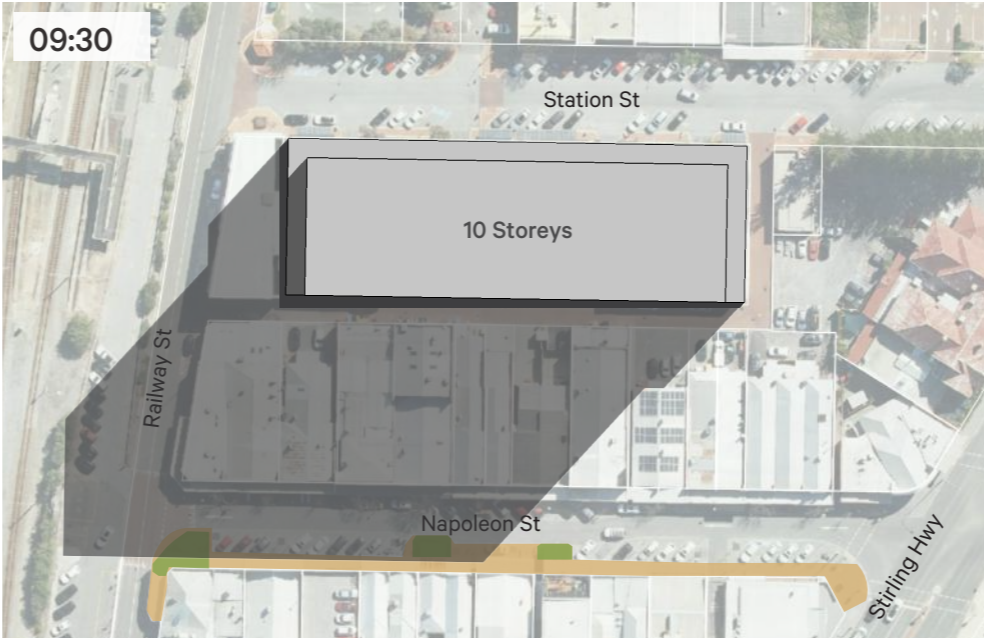 09:30
Station St
10 Storeys
Railway St
Napoleon St
Stirling Hwy